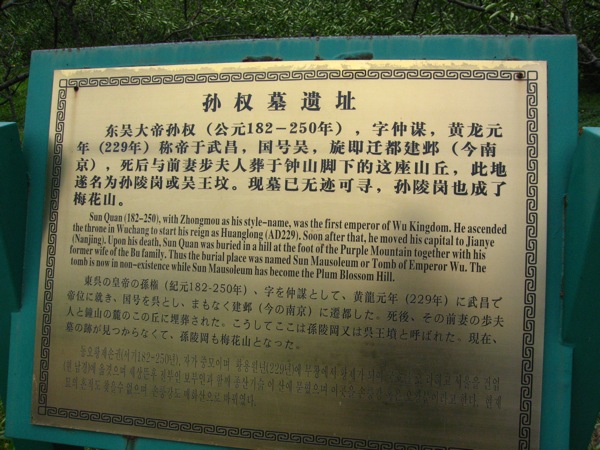 孙权墓遗址
东吴大帝孙权（公元182－250年），字仲谋，黄龙元
年（229年）称帝于武昌，国号吴，旋即迁都建邺（今南
京），死后与前妻步夫人葬于钟山脚下的这座山丘，此地
遂名为孙陵岗或吴王坟。现墓已无迹可寻，孙陵岗也成了
梅花山。
Sun Quan (182-250), with Zhongmou as his style-name, was the first emperor of Wu Kingdom. He ascended
the throne in Wuchang to start his reign as Huanglong (AD229). Soon after that, he moved his capital to Jianye
(Nanjing). Upon his death, Sun Quan was buried in a hill at the foot of the Purple Mountain together with his
former wife of the Bu family. Thus the burial place was named Sun Mausoleum or Tomb of Emperor Wu. The
tomb is now in non-existence while Sun Mausoleum has become the Plum Blossom Hill.
東呉の皇帝の孫権（紀元182-250年）、字を仲謀として、黄龍元年（229年）に武昌で
帝位に就き、国号を呉とし、まもなく建鄴（今の南京）に遷都した。死後、その前妻の歩夫
人と鐘山の麓のこの丘に埋葬された。こうしてここは孫陵岡又は呉王墳と呼ばれた。現在、
墓の跡が見つからなくて、孫陵岡も梅花山となった。